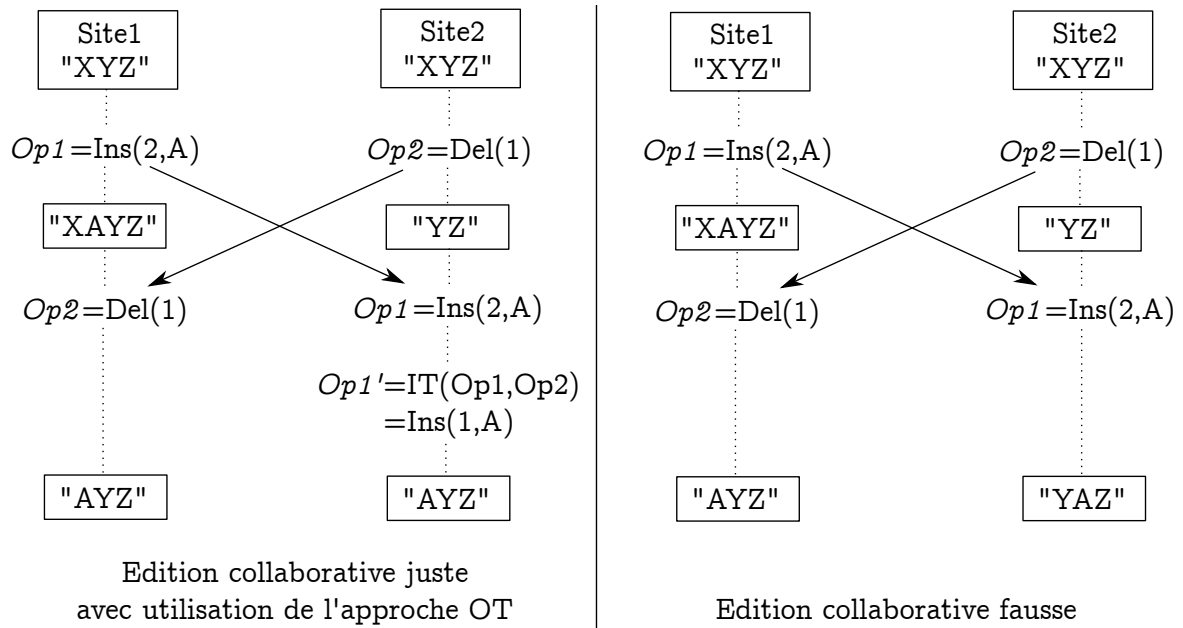 Site1
"XYZ"
Site2
"XYZ"
Op1=Ins(2,A)
Op2=Del(1)
"XAYZ"
"YZ"
Op2=Del(1)
Op1=Ins(2,A)
Op1'=IT(Op1,Op2)
=Ins(1,A)
"AYZ"
"AYZ"
Edition collaborative juste
avec utilisation de l'approche OT
Site1
"XYZ"
Site2
"XYZ"
Op1=Ins(2,A)
Op2=Del(1)
"XAYZ"
"YZ"
Op2=Del(1)
Op1=Ins(2,A)
"AYZ"
"YAZ"
Edition collaborative fausse